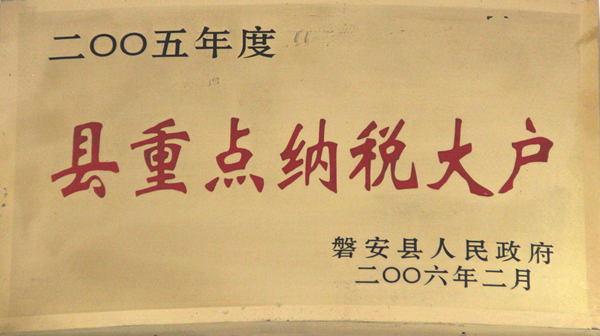 二〇〇五年度
县重点纳税大户
磐安县人民政府
二〇〇六年二月